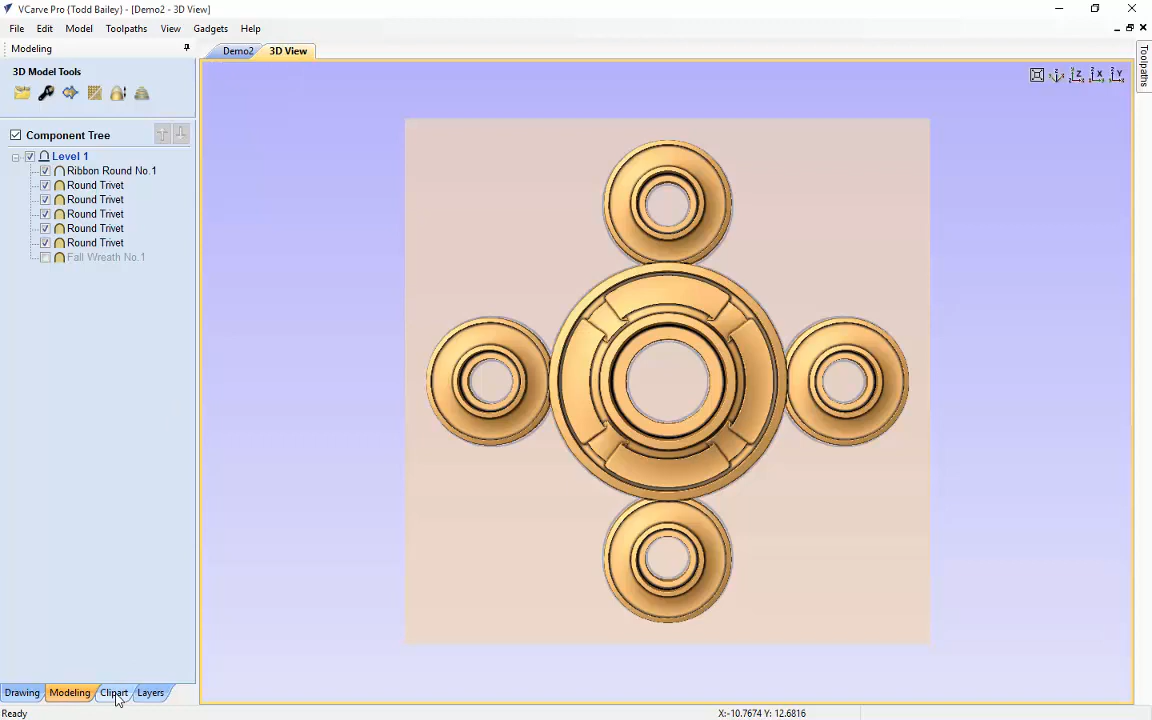 VCarve Pro {Todd Bailey} - [Demo2 - 3D View]
File Edit Model Toolpaths View Gadgets Help
Modeling
Demo2 3D View
Toolpaths
3D Model Tools
Z X Y
Component Tree
Level 1
Ribbon Round No.1
Round Trivet
Round Trivet
Round Trivet
Round Trivet
Round Trivet
Fall Wreath No.1
Drawing Modeling Clipart Layers
Ready X:-10.7674 Y: 12.6816